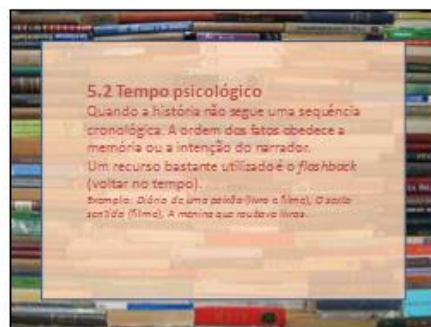 5.2 Tempo psicológico
Quando a história não segue uma sequência
cronológica. A ordem dos fatos obedece a
memória ou a intenção do narrador.
Um recurso bastante utilizado é o flashback
(voltar no tempo).
Exemplo: Diário de uma paixão (livro e filme), O sexto
sentido (filme), A menina que roubava livros.